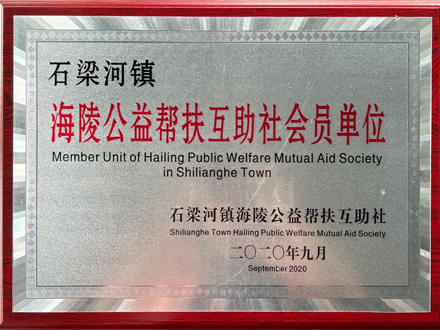 石梁河镇
海陵公益帮扶互助社会员单位
Member Unit of Hailing Public Welfare Mutual Aid Society
in Shilianghe Town
石梁河镇海陵公益帮扶互助社
Shilianghe Town Hailing Public Welfare Mutual Aid Society
二〇二〇年九月
September 2020